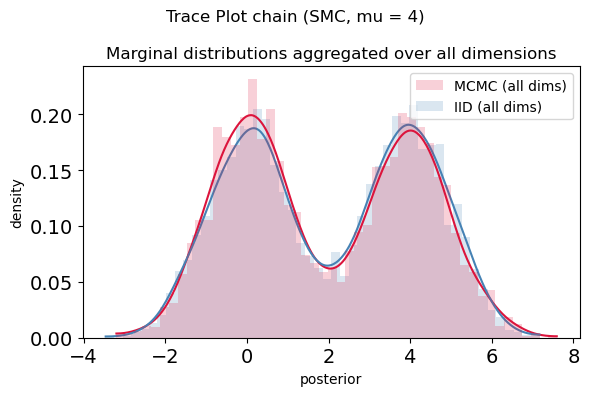 Trace Plot chain (SMC, mu = 4)
Marginal distributions aggregated over all dimensions
MCMC (all dims)
IID (all dims)
density
0.20
0.15
0.10
0.05
0.00
−4 −2 0 2 4 6 8
posterior